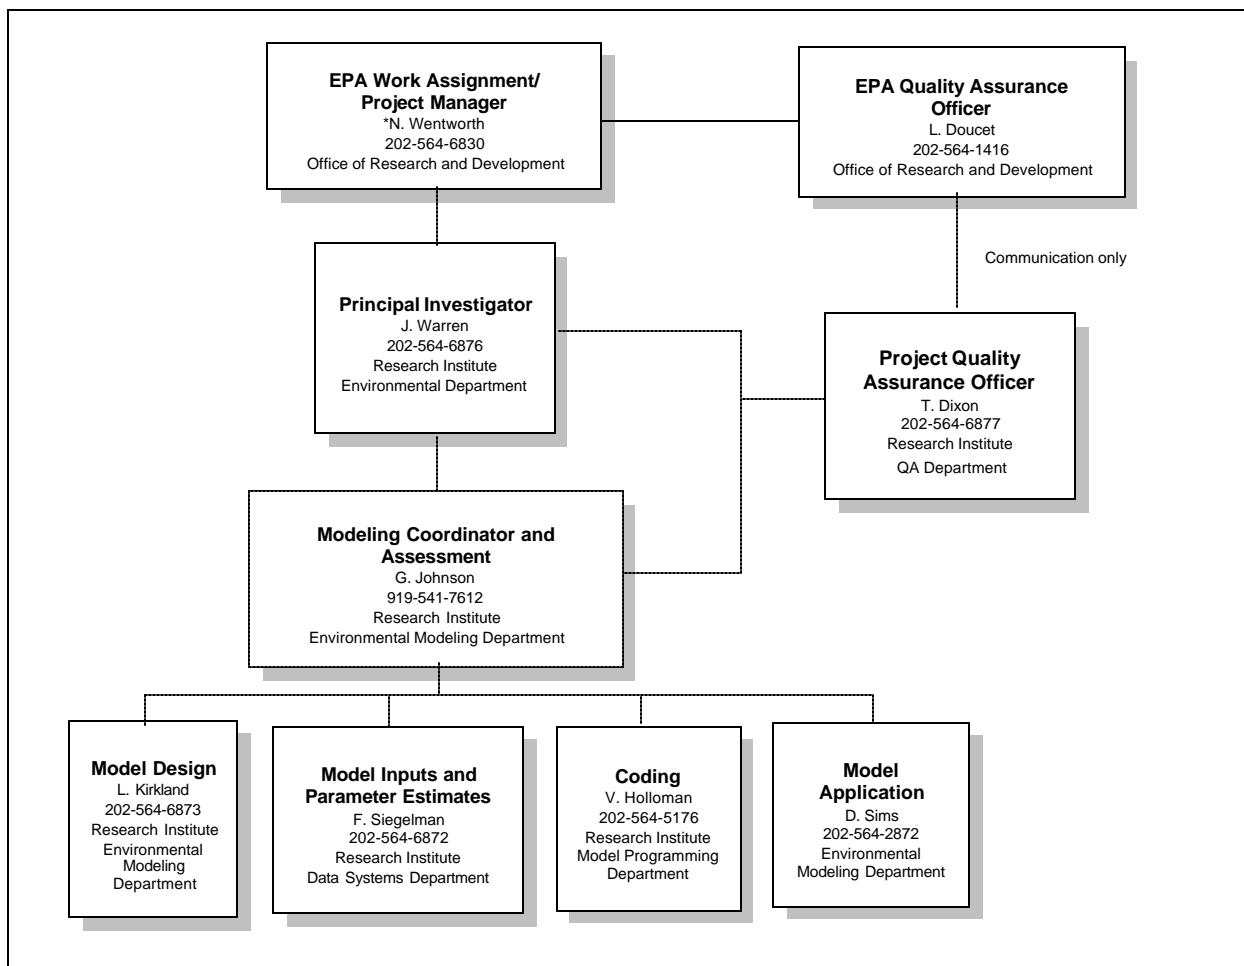 EPA Work Assignment/
Project Manager
*N. Wentworth
202-564-6830
Office of Research and Development
EPA Quality Assurance
Officer
L. Doucet
202-564-1416
Office of Research and Development
Communication only
Principal Investigator
J. Warren
202-564-6876
Research Institute
Environmental Department
Project Quality
Assurance Officer
T. Dixon
202-564-6877
Research Institute
QA Department
Modeling Coordinator and
Assessment
G. Johnson
919-541-7612
Research Institute
Environmental Modeling Department
Model Design
L. Kirkland
202-564-6873
Research Institute
Environmental
Modeling
Department
Model Inputs and
Parameter Estimates
F. Siegelman
202-564-6872
Research Institute
Data Systems Department
Coding
V. Holloman
202-564-5176
Research Institute
Model Programming
Department
Model
Application
D. Sims
202-564-2872
Environmental
Modeling Department